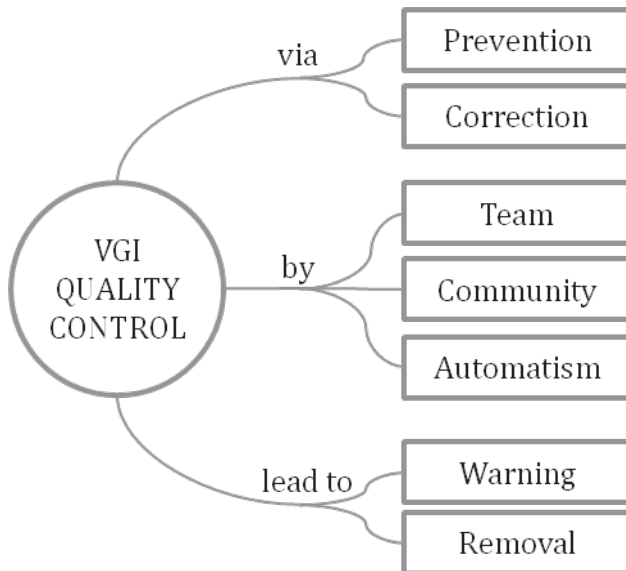 via
Prevention
Correction
VGI
QUALITY
CONTROL
by
Team
Community
Automatism
lead to
Warning
Removal